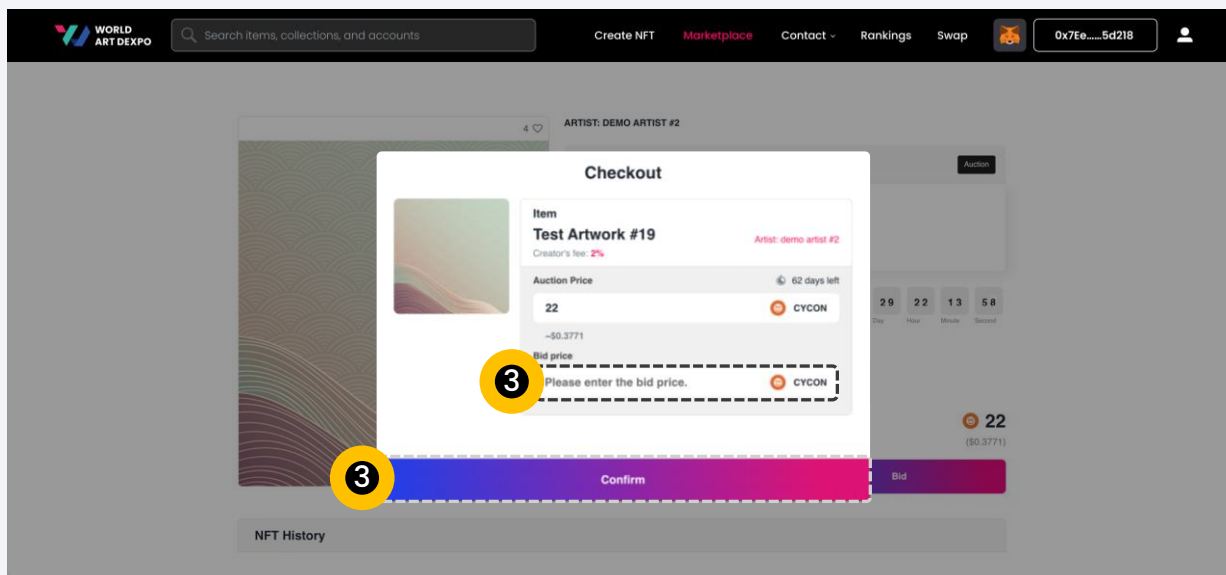 WORLD
ART DEXPO
Search items, collections, and accounts
Create NFT
Marketplace
Contact
Rankings
Swap
0x7Ee......5d218
4
ARTIST: DEMO ARTIST #2
Auction
Checkout
Item
Test Artwork #19
Artist: demo artist #2
Creator's fee: 2%
Auction Price
62 days left
22
CYCON
~$0.3771
29 22 13 58
Day Hour Minute Second
Bid price
3
Please enter the bid price.
CYCON
22
($0.3771)
3
Confirm
Bid
NFT History